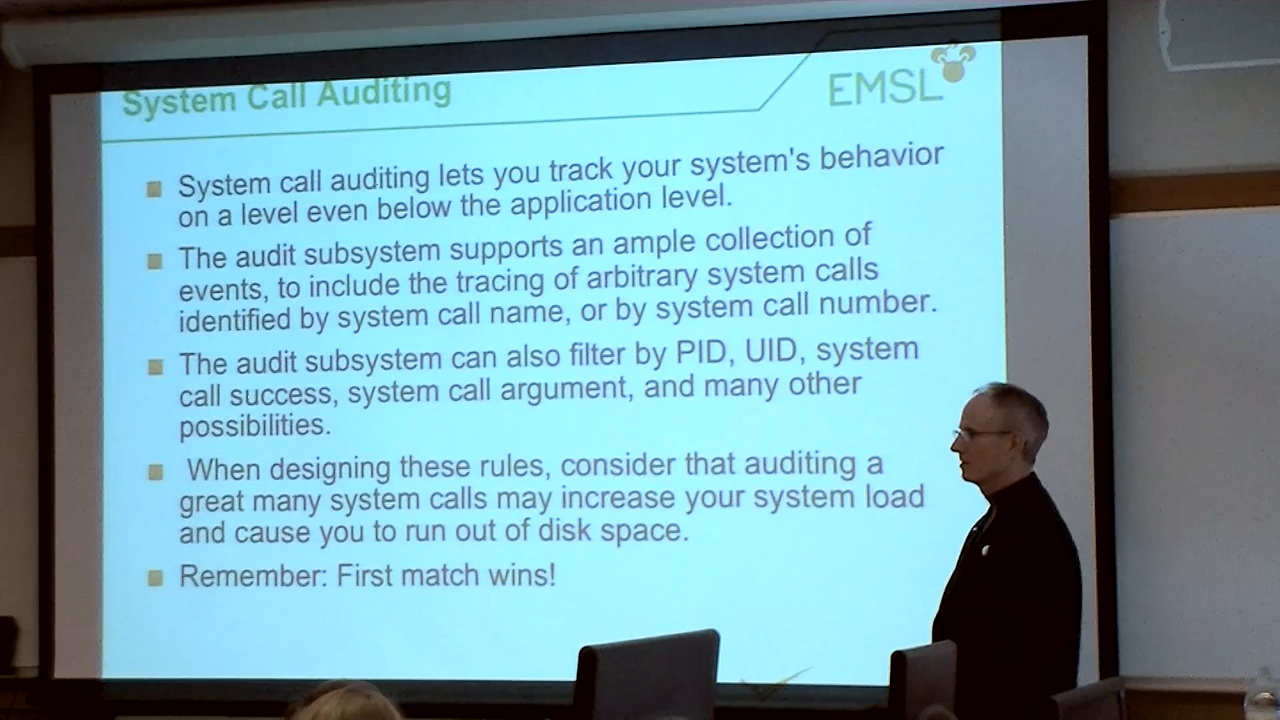 System Call Auditing
EMSL
System call auditing lets you track your system's behavior
on a level even below the application level.
The audit subsystem supports an ample collection of
events, to include the tracing of arbitrary system calls
identified by system call name, or by system call number.
The audit subsystem can also filter by PID, UID, system
call success, system call argument, and many other
possibilities.
When designing these rules, consider that auditing a
great many system calls may increase your system load
and cause you to run out of disk space.
Remember: First match wins!